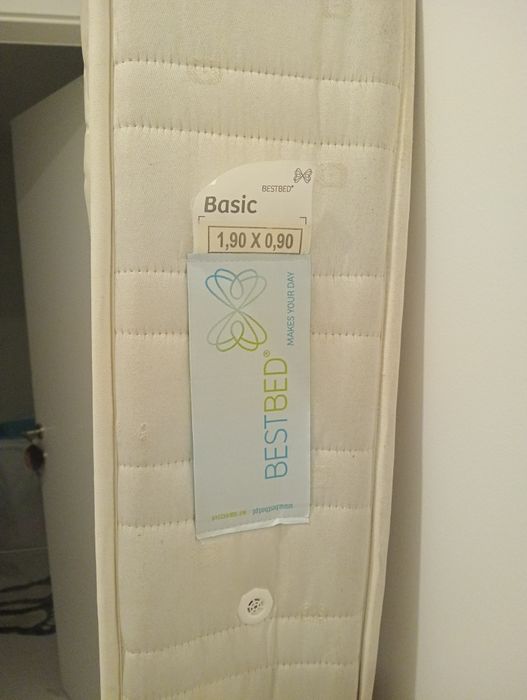 BESTBED®
Basic
1,90 X 0,90
BESTBED®
MAKES YOUR DAY